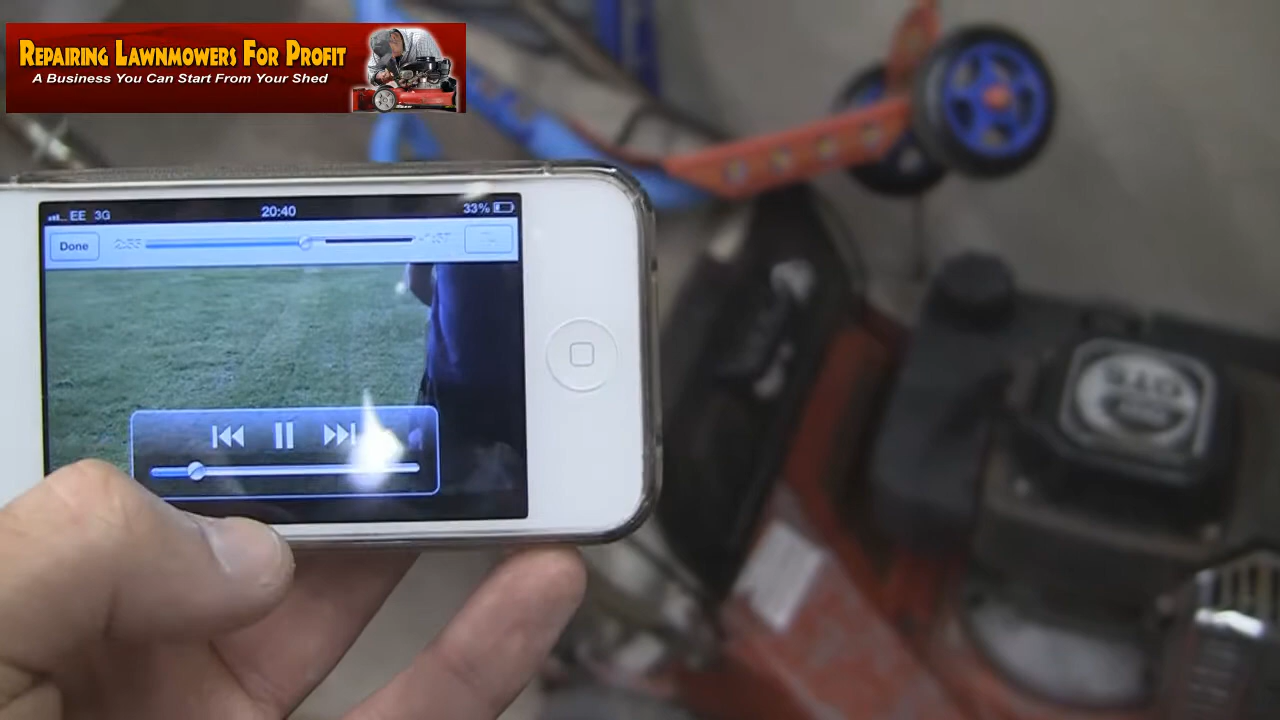 REPAIRING LAWNMOWERS FOR PROFIT
A Business You Can Start From Your Shed
EE 3G 20:40 33%
Done